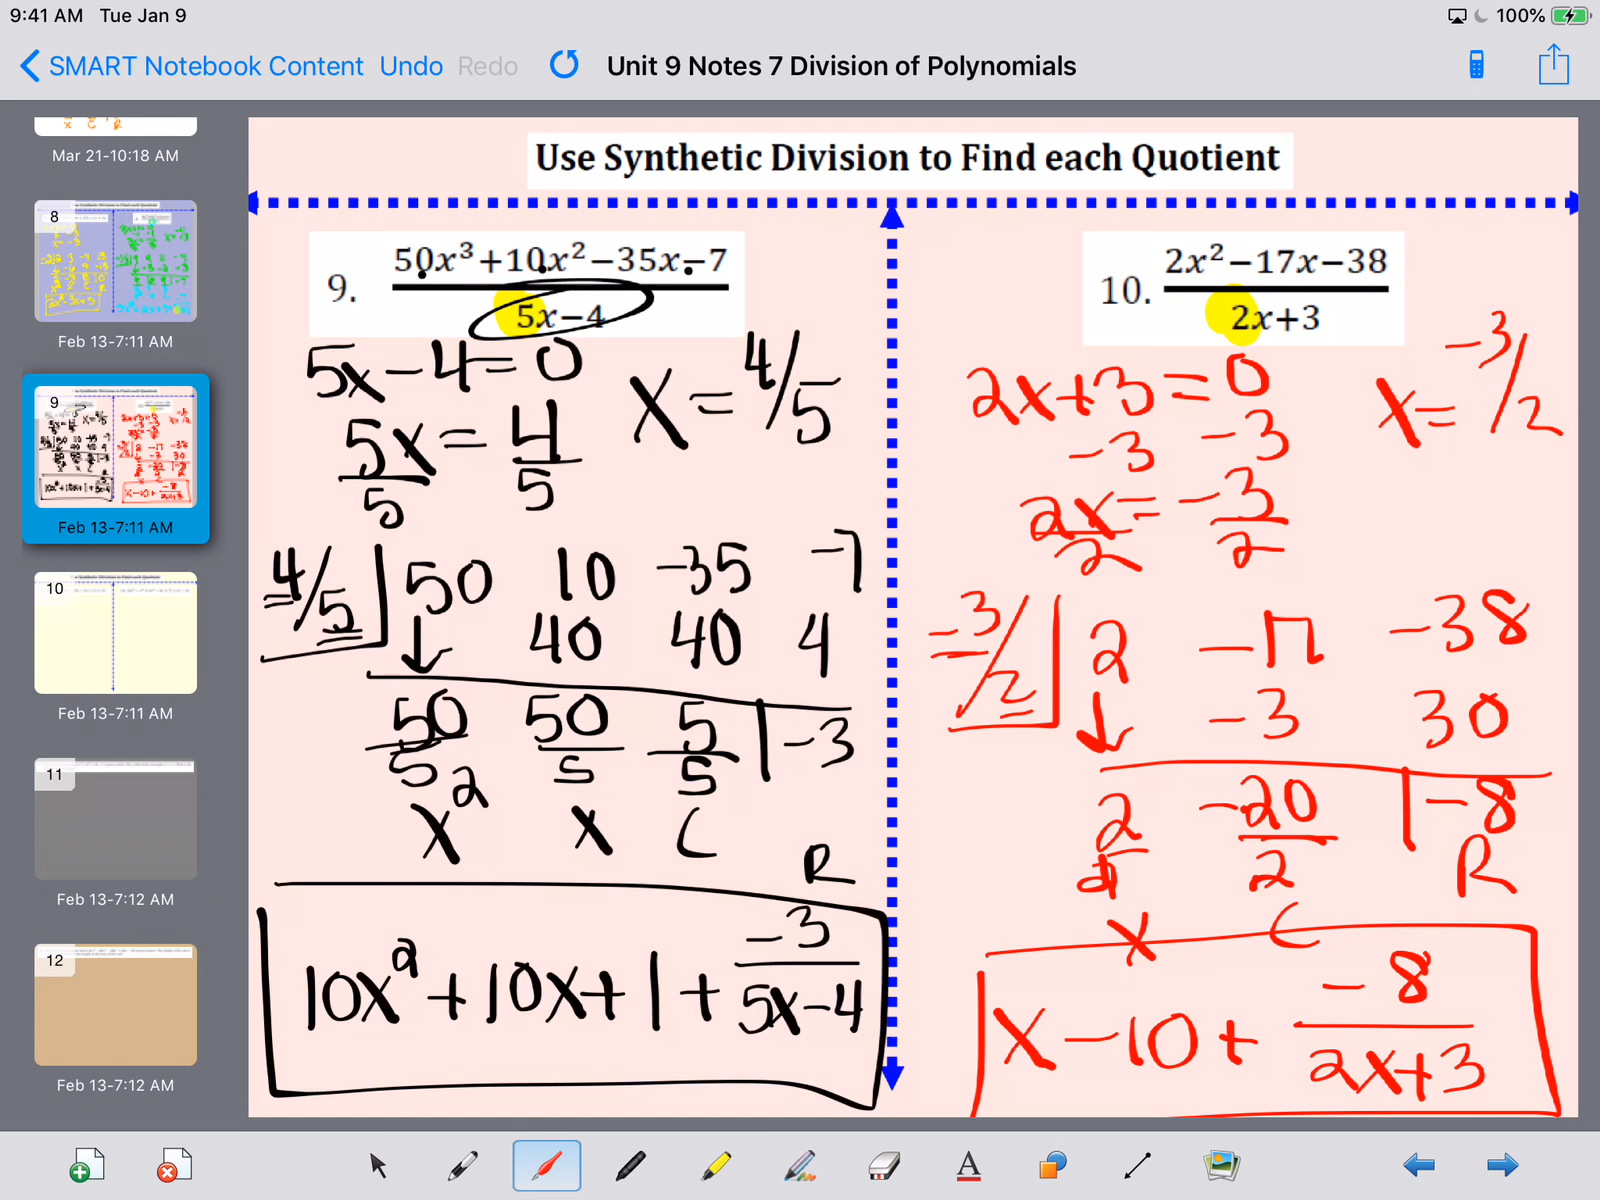 9:41 AM Tue Jan 9
100%
SMART Notebook Content Undo Redo
Unit 9 Notes 7 Division of Polynomials
Mar 21-10:18 AM
8
Feb 13-7:11 AM
9
Feb 13-7:11 AM
10
Feb 13-7:11 AM
11
Feb 13-7:12 AM
12
Feb 13-7:12 AM
Use Synthetic Division to Find each Quotient
9. 50x³+10x²−35x−7
5x−4
5x−4=0
x=4/5
5x=4
5 5
4/5 50 10 −35 −7
40 40 4
50 50 5 −3
5 5 5
x² x C
R
10x²+10x+1+ −3
5x−4
10. 2x²−17x−38
2x+3
2x+3=0
x=−3/2
−3 −3
2x=−3
2 2
−3/2 2 −17 −38
−3 30
2 −20 −8
2 2 R
x C
x−10+ −8
2x+3
A